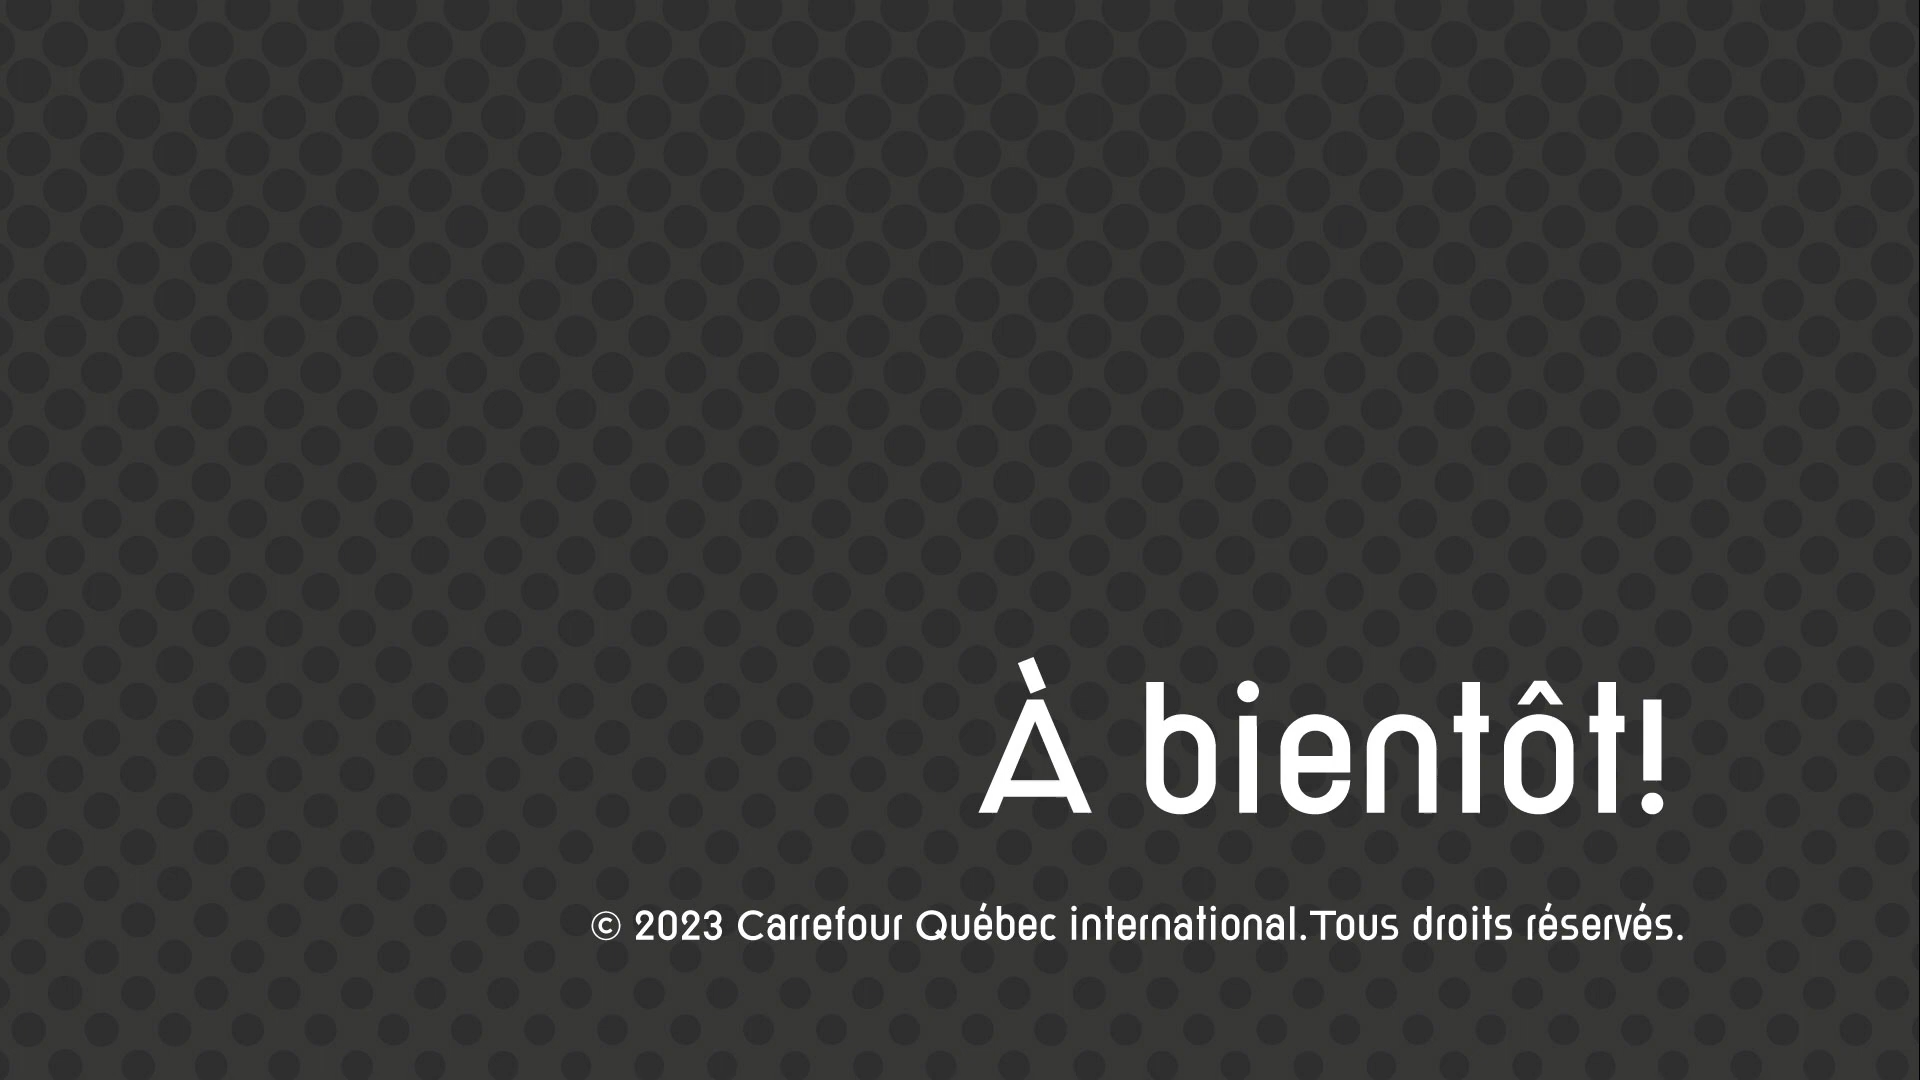 À bientôt!
© 2023 Carrefour Québec international.Tous droits réservés.